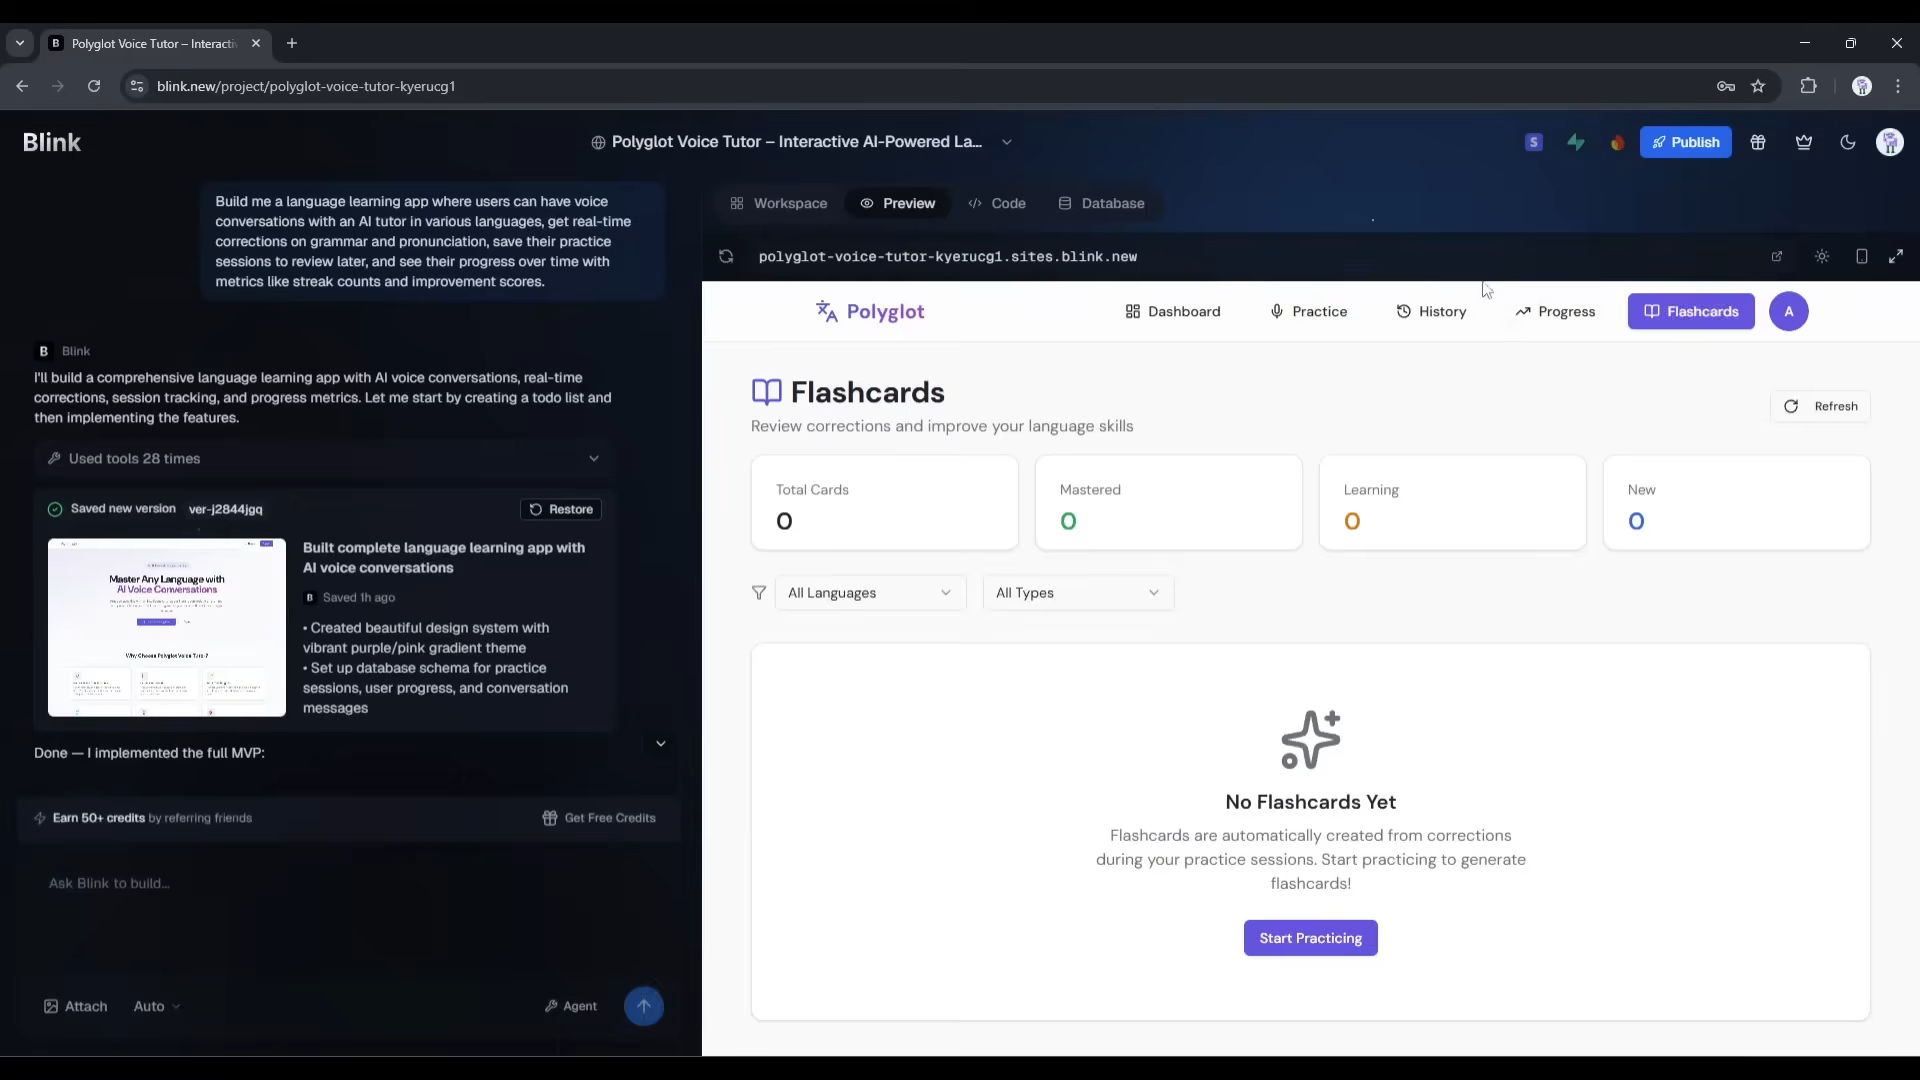 B Polyglot Voice Tutor – Interacti
blink.new/project/polyglot-voice-tutor-kyerucg1
Blink
Polyglot Voice Tutor – Interactive AI-Powered La...
S
Publish
Build me a language learning app where users can have voice
conversations with an AI tutor in various languages, get real-time
corrections on grammar and pronunciation, save their practice
sessions to review later, and see their progress over time with
metrics like streak counts and improvement scores.
B Blink
I'll build a comprehensive language learning app with AI voice conversations, real-time
corrections, session tracking, and progress metrics. Let me start by creating a todo list and
then implementing the features.
Used tools 28 times
Saved new version ver-j2844jgq
Restore
Master Any Language with
AI Voice Conversations
Why Choose Polyglot Voice Tutor?
Built complete language learning app with
AI voice conversations
B Saved 1h ago
• Created beautiful design system with
vibrant purple/pink gradient theme
• Set up database schema for practice
sessions, user progress, and conversation
messages
Done — I implemented the full MVP:
Earn 50+ credits by referring friends
Get Free Credits
Ask Blink to build...
Attach
Auto
Agent
Workspace
Preview
Code
Database
polyglot-voice-tutor-kyerucg1.sites.blink.new
Polyglot
Dashboard
Practice
History
Progress
Flashcards
A
Flashcards
Review corrections and improve your language skills
Refresh
Total Cards
0
Mastered
0
Learning
0
New
0
All Languages
All Types
No Flashcards Yet
Flashcards are automatically created from corrections
during your practice sessions. Start practicing to generate
flashcards!
Start Practicing